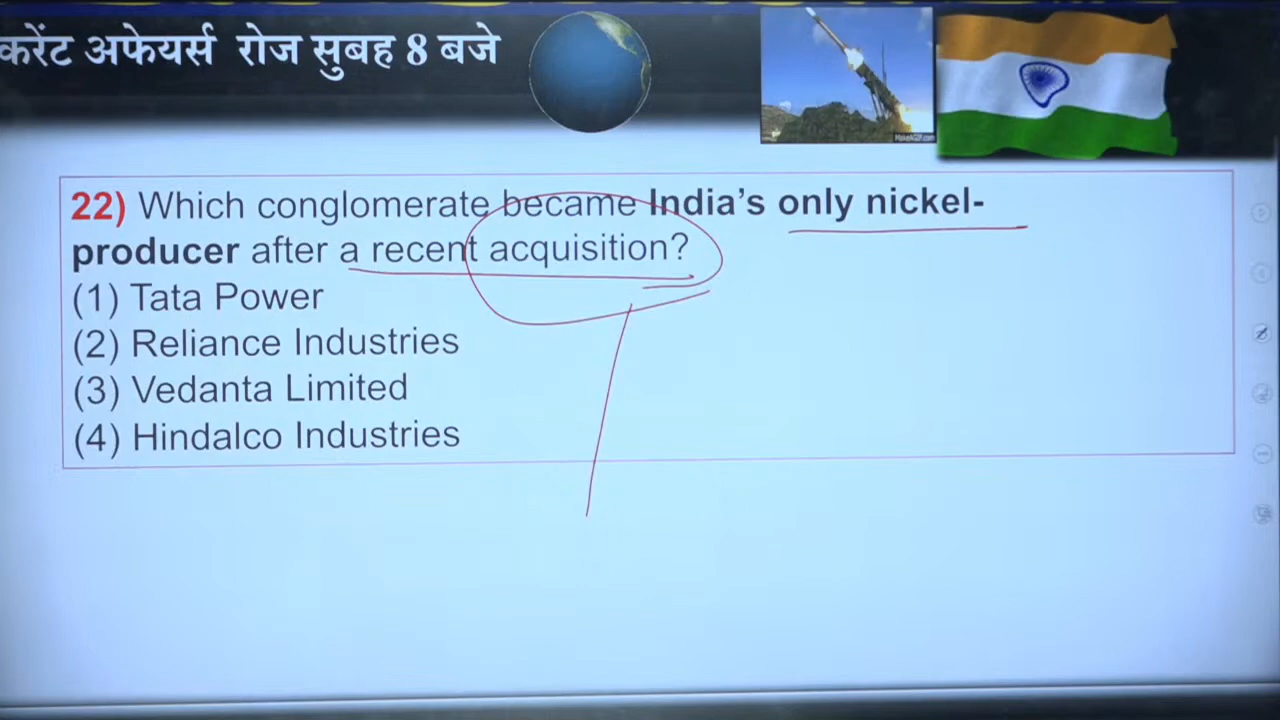 करेंट अफेयर्स रोज सुबह 8 बजे
22) Which conglomerate became India's only nickel-
producer after a recent acquisition?
(1) Tata Power
(2) Reliance Industries
(3) Vedanta Limited
(4) Hindalco Industries